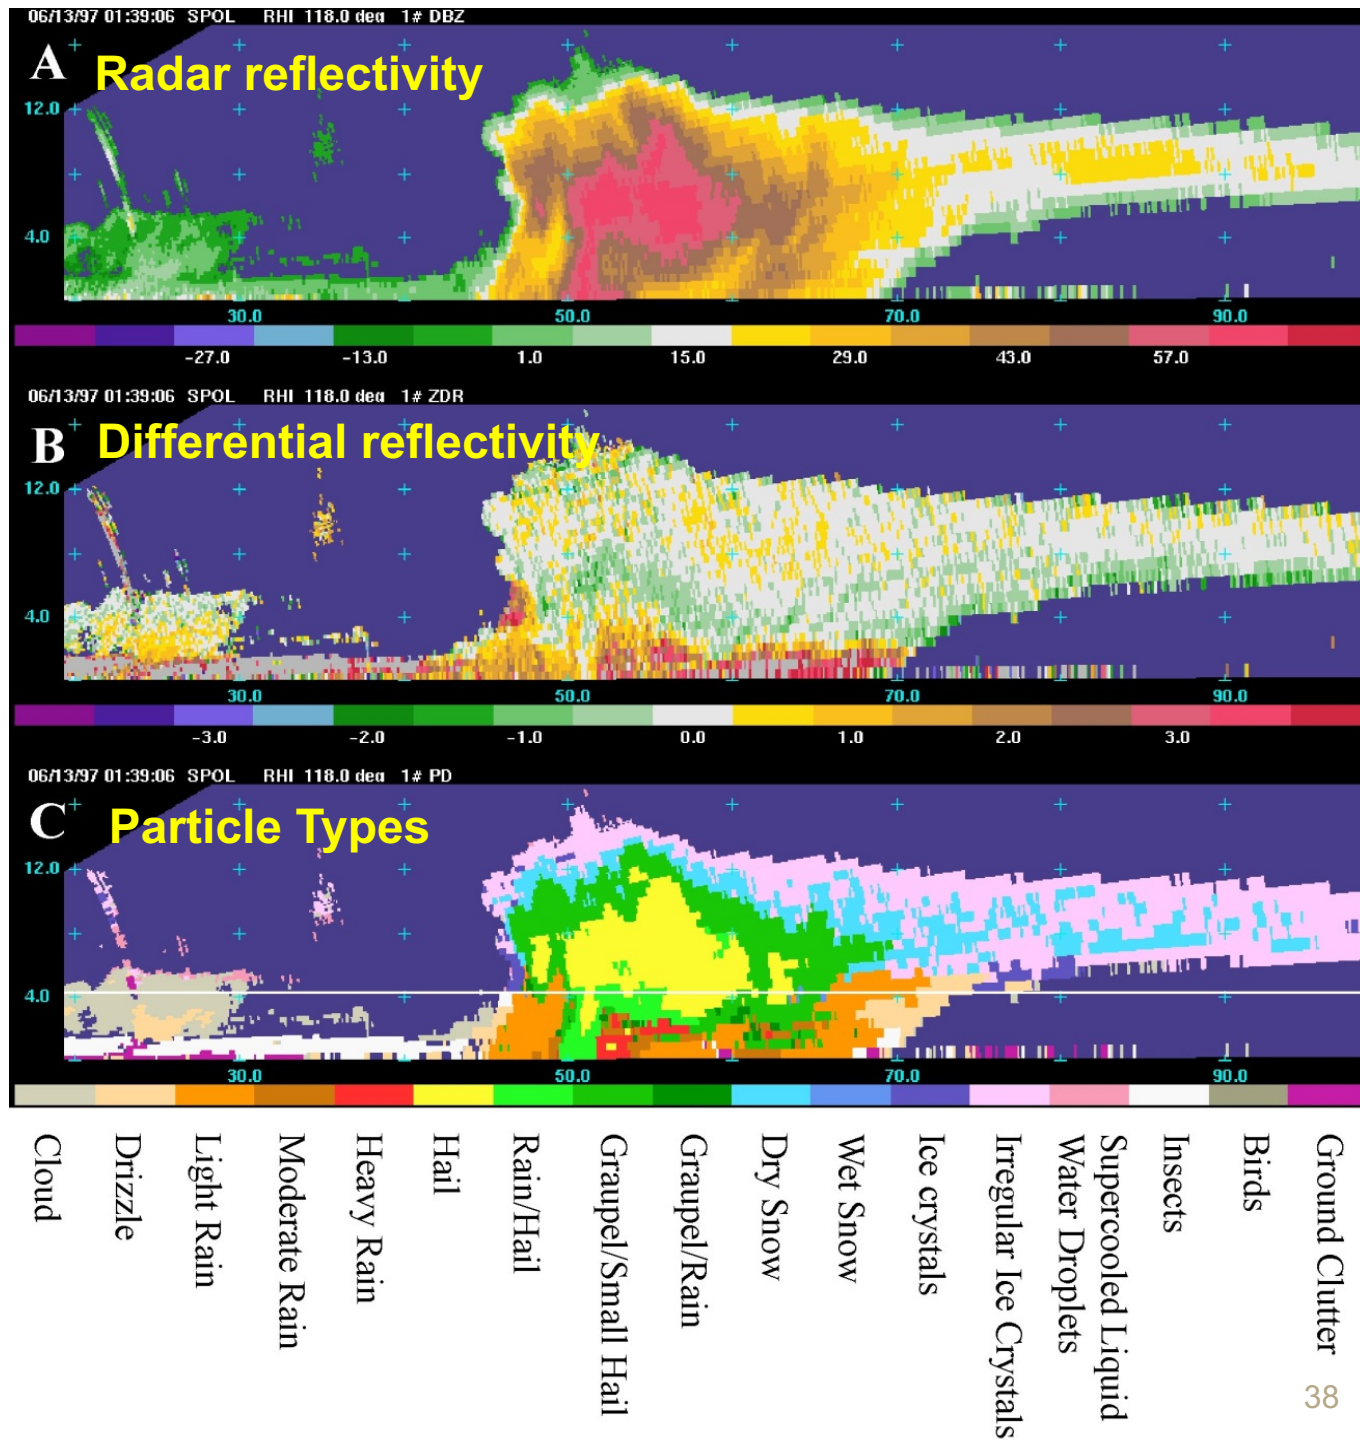 06/13/97 01:39:06 SPOL RHI 118.0 deg 1# DBZ
A Radar reflectivity
12.0
4.0
30.0 50.0 70.0 90.0
-27.0 -13.0 1.0 15.0 29.0 43.0 57.0
06/13/97 01:39:06 SPOL RHI 118.0 deg 1# ZDR
B Differential reflectivity
12.0
4.0
30.0 50.0 70.0 90.0
-3.0 -2.0 -1.0 0.0 1.0 2.0 3.0
06/13/97 01:39:06 SPOL RHI 118.0 deg 1# PD
C Particle Types
12.0
4.0
30.0 50.0 70.0 90.0
Cloud
Drizzle
Light Rain
Moderate Rain
Heavy Rain
Hail
Rain/Hail
Graupel/Small Hail
Graupel/Rain
Dry Snow
Wet Snow
Ice crystals
Irregular Ice Crystals
Supercooled Liquid
Water Droplets
Insects
Birds
Ground Clutter
38